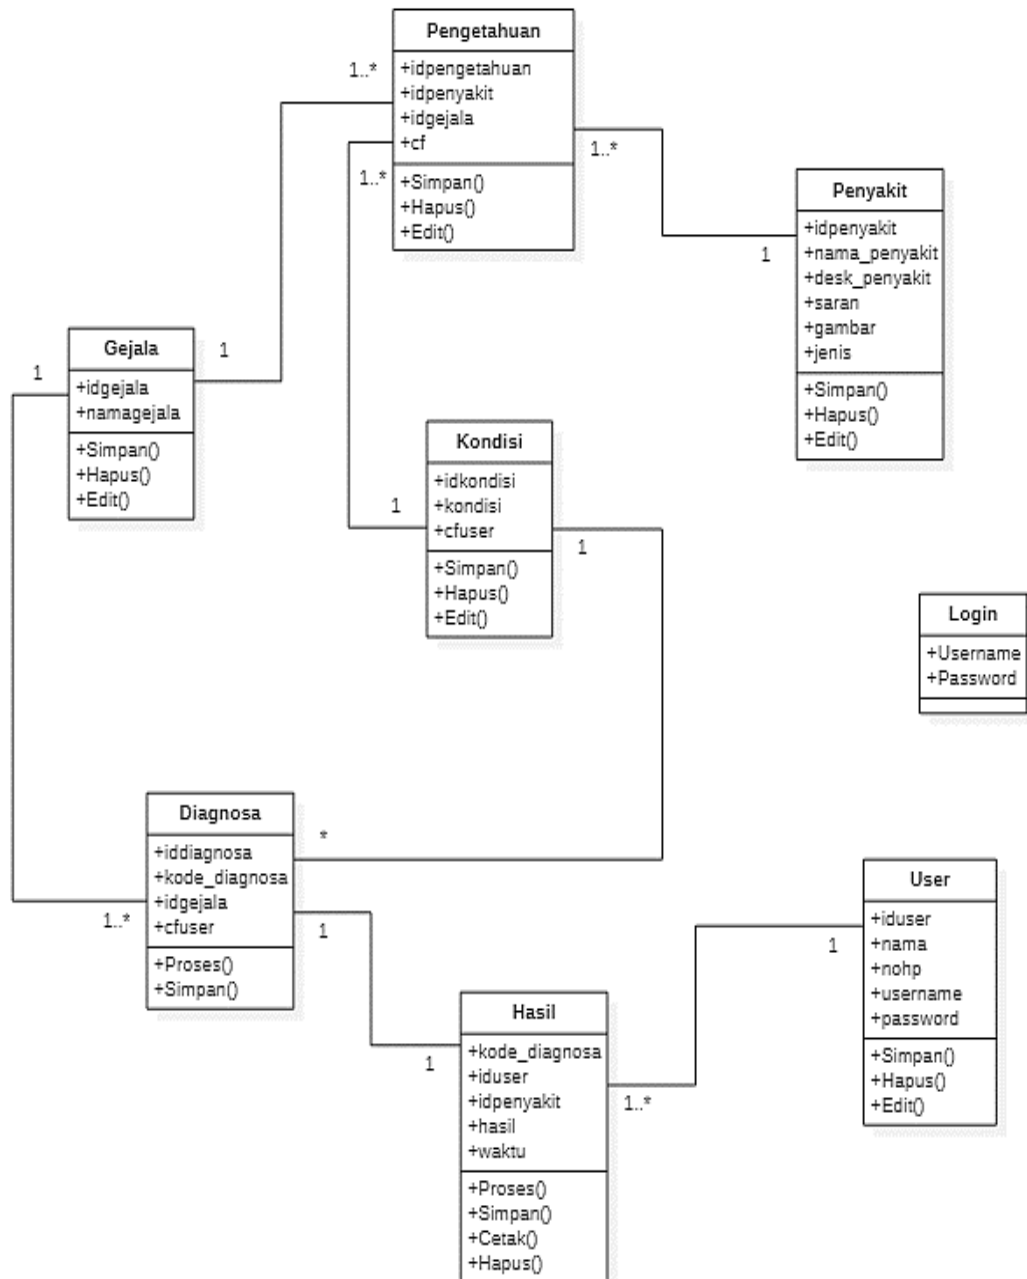 Pengetahuan
+idpengetahuan
+idpenyakit
+idgejala
+cf
+Simpan()
+Hapus()
+Edit()
1..*
1..*
1..*
Penyakit
+idpenyakit
+nama_penyakit
+desk_penyakit
+saran
+gambar
+jenis
+Simpan()
+Hapus()
+Edit()
1
Gejala
+idgejala
+namagejala
+Simpan()
+Hapus()
+Edit()
1
1
Kondisi
+idkondisi
+kondisi
+cfuser
+Simpan()
+Hapus()
+Edit()
1
1
Login
+Username
+Password
Diagnosa
+iddiagnosa
+kode_diagnosa
+idgejala
+cfuser
+Proses()
+Simpan()
*
1..*
1
Hasil
+kode_diagnosa
+iduser
+idpenyakit
+hasil
+waktu
+Proses()
+Simpan()
+Cetak()
+Hapus()
1
1..*
User
+iduser
+nama
+nohp
+username
+password
+Simpan()
+Hapus()
+Edit()
1